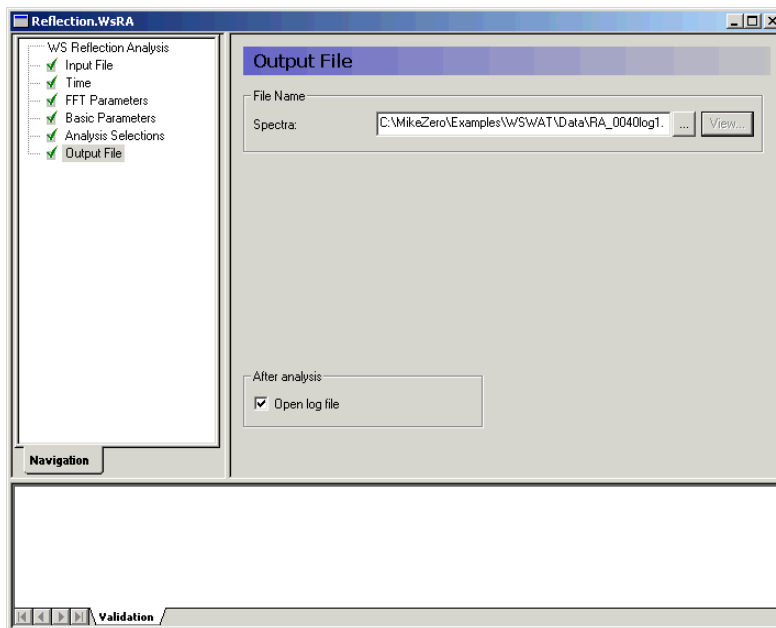 Reflection.WsRA
WS Reflection Analysis
Input File
Time
FFT Parameters
Basic Parameters
Analysis Selections
Output File
Navigation
Output File
File Name
Spectra:
C:\MikeZero\Examples\WSWAT\Data\RA_0040log1.
...
View...
After analysis
Open log file
Validation